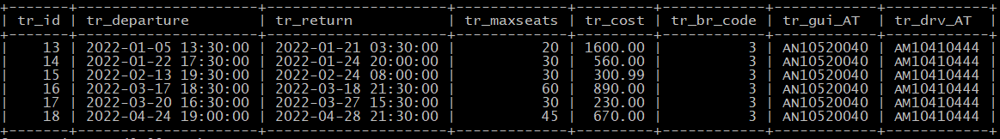 +-------+---------------------+---------------------+-------------+---------+------------+------------+------------+
| tr_id | tr_departure        | tr_return           | tr_maxseats | tr_cost | tr_br_code | tr_gui_AT  | tr_drv_AT  |
+-------+---------------------+---------------------+-------------+---------+------------+------------+------------+
|    13 | 2022-01-05 13:30:00 | 2022-01-21 03:30:00 |          20 | 1600.00 |          3 | AN10520040 | AM10410444 |
|    14 | 2022-01-22 17:30:00 | 2022-01-24 20:00:00 |          30 |  560.00 |          3 | AN10520040 | AM10410444 |
|    15 | 2022-02-13 19:30:00 | 2022-02-24 08:00:00 |          30 |  300.99 |          3 | AN10520040 | AM10410444 |
|    16 | 2022-03-17 18:30:00 | 2022-03-18 21:30:00 |          60 |  890.00 |          3 | AN10520040 | AM10410444 |
|    17 | 2022-03-20 16:30:00 | 2022-03-27 15:30:00 |          30 |  230.00 |          3 | AN10520040 | AM10410444 |
|    18 | 2022-04-24 19:00:00 | 2022-04-28 21:30:00 |          45 |  670.00 |          3 | AN10520040 | AM10410444 |
+-------+---------------------+---------------------+-------------+---------+------------+------------+------------+